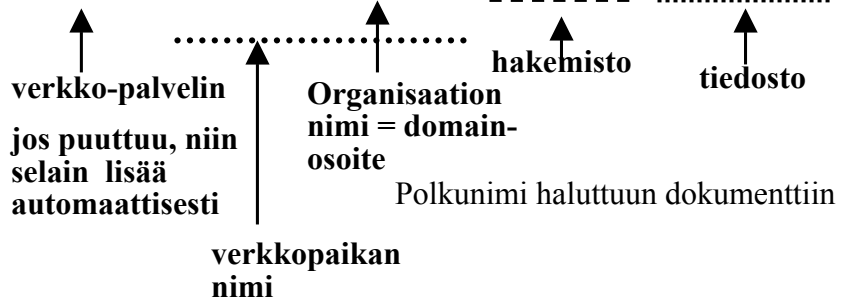 verkko-palvelin
jos puuttuu, niin
selain lisää
automaattisesti
verkkopaikan
nimi
Organisaation
nimi = domain-
osoite
hakemisto
tiedosto
Polkunimi haluttuun dokumenttiin